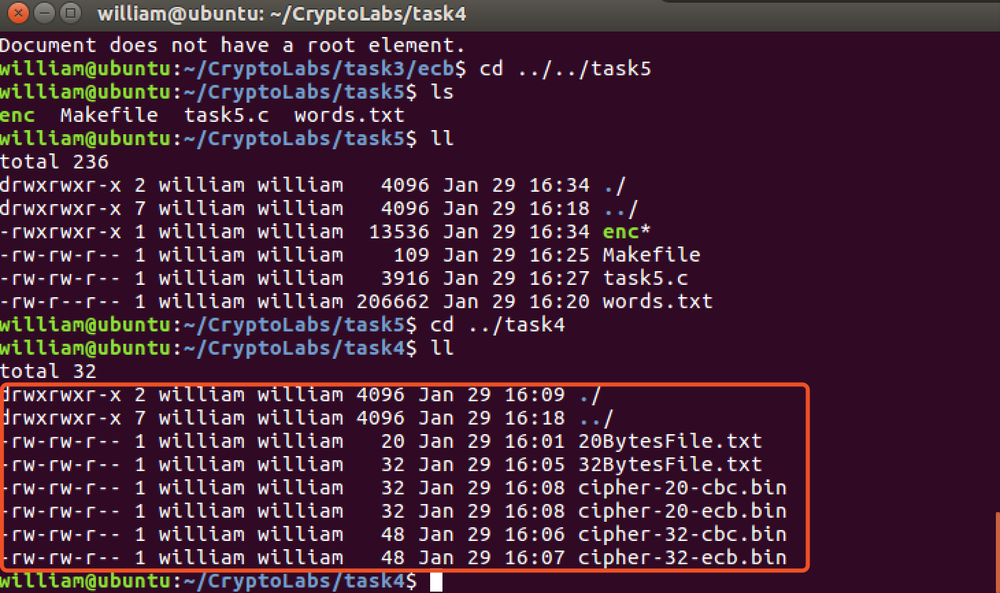 william@ubuntu: ~/CryptoLabs/task4
Document does not have a root element.
william@ubuntu:~/CryptoLabs/task3/ecb$ cd ../../task5
william@ubuntu:~/CryptoLabs/task5$ ls
enc  Makefile  task5.c  words.txt
william@ubuntu:~/CryptoLabs/task5$ ll
total 236
drwxrwxr-x 2 william william   4096 Jan 29 16:34 ./
drwxrwxr-x 7 william william   4096 Jan 29 16:18 ../
-rwxrwxr-x 1 william william  13536 Jan 29 16:34 enc*
-rw-rw-r-- 1 william william    109 Jan 29 16:25 Makefile
-rw-rw-r-- 1 william william   3916 Jan 29 16:27 task5.c
-rw-r--r-- 1 william william 206662 Jan 29 16:20 words.txt
william@ubuntu:~/CryptoLabs/task5$ cd ../task4
william@ubuntu:~/CryptoLabs/task4$ ll
total 32
drwxrwxr-x 2 william william 4096 Jan 29 16:09 ./
drwxrwxr-x 7 william william 4096 Jan 29 16:18 ../
-rw-rw-r-- 1 william william   20 Jan 29 16:01 20BytesFile.txt
-rw-rw-r-- 1 william william   32 Jan 29 16:05 32BytesFile.txt
-rw-rw-r-- 1 william william   32 Jan 29 16:08 cipher-20-cbc.bin
-rw-rw-r-- 1 william william   32 Jan 29 16:08 cipher-20-ecb.bin
-rw-rw-r-- 1 william william   48 Jan 29 16:06 cipher-32-cbc.bin
-rw-rw-r-- 1 william william   48 Jan 29 16:07 cipher-32-ecb.bin
william@ubuntu:~/CryptoLabs/task4$